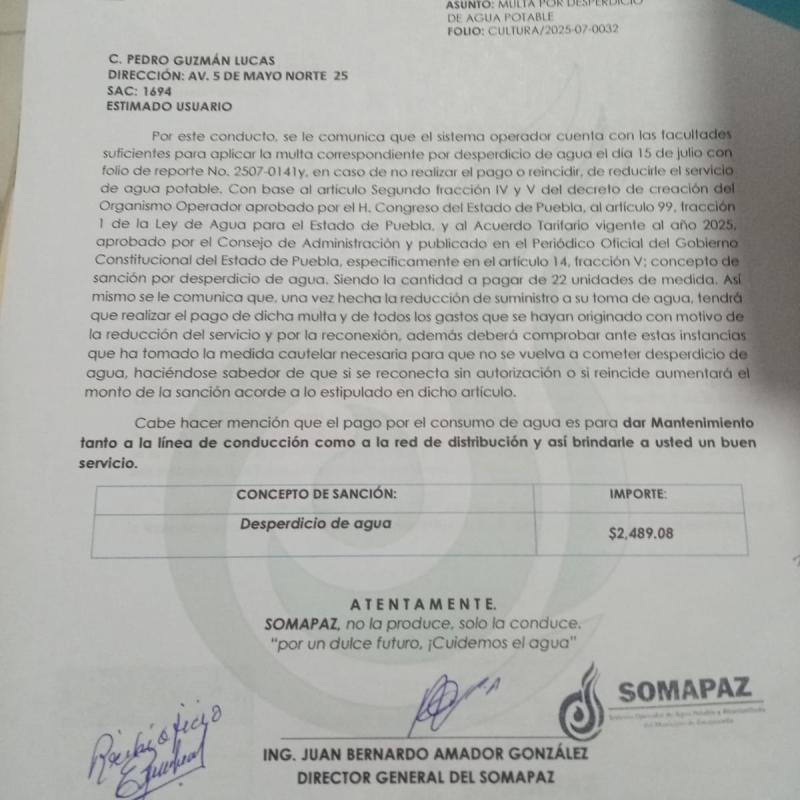 ASUNTO: MULTA POR DESPERDICIO
DE AGUA POTABLE
FOLIO: CULTURA/2025-07-0032
C. PEDRO GUZMÁN LUCAS
DIRECCIÓN: AV. 5 DE MAYO NORTE 25
SAC: 1694
ESTIMADO USUARIO
Por este conducto, se le comunica que el sistema operador cuenta con las facultades
suficientes para aplicar la multa correspondiente por desperdicio de agua el día 15 de julio con
folio de reporte No. 2507-0141y, en caso de no realizar el pago o reincidir, de reducirle el servicio
de agua potable. Con base al artículo Segundo fracción IV y V del decreto de creación del
Organismo Operador aprobado por el H. Congreso del Estado de Puebla, al artículo 99, fracción
1 de la Ley de Agua para el Estado de Puebla, y al Acuerdo Tarifario vigente al año 2025,
aprobado por el Consejo de Administración y publicado en el Periódico Oficial del Gobierno
Constitucional del Estado de Puebla, específicamente en el artículo 14, fracción V; concepto de
sanción por desperdicio de agua. Siendo la cantidad a pagar de 22 unidades de medida. Así
mismo se le comunica que, una vez hecha la reducción de suministro a su toma de agua, tendrá
que realizar el pago de dicha multa y de todos los gastos que se hayan originado con motivo de
la reducción del servicio y por la reconexión, además deberá comprobar ante estas instancias
que ha tomado la medida cautelar necesaria para que no se vuelva a cometer desperdicio de
agua, haciéndose sabedor de que si se reconecta sin autorización o si reincide aumentará el
monto de la sanción acorde a lo estipulado en dicho artículo.
Cabe hacer mención que el pago por el consumo de agua es para dar Mantenimiento
tanto a la línea de conducción como a la red de distribución y así brindarle a usted un buen
servicio.
CONCEPTO DE SANCIÓN: IMPORTE:
Desperdicio de agua $2,489.08
ATENTAMENTE.
SOMAPAZ, no la produce, solo la conduce.
"por un dulce futuro, ¡Cuidemos el agua"
SOMAPAZ
Sistema Operador de Agua Potable y Alcantarillado
del Municipio de
ING. JUAN BERNARDO AMADOR GONZÁLEZ
DIRECTOR GENERAL DEL SOMAPAZ